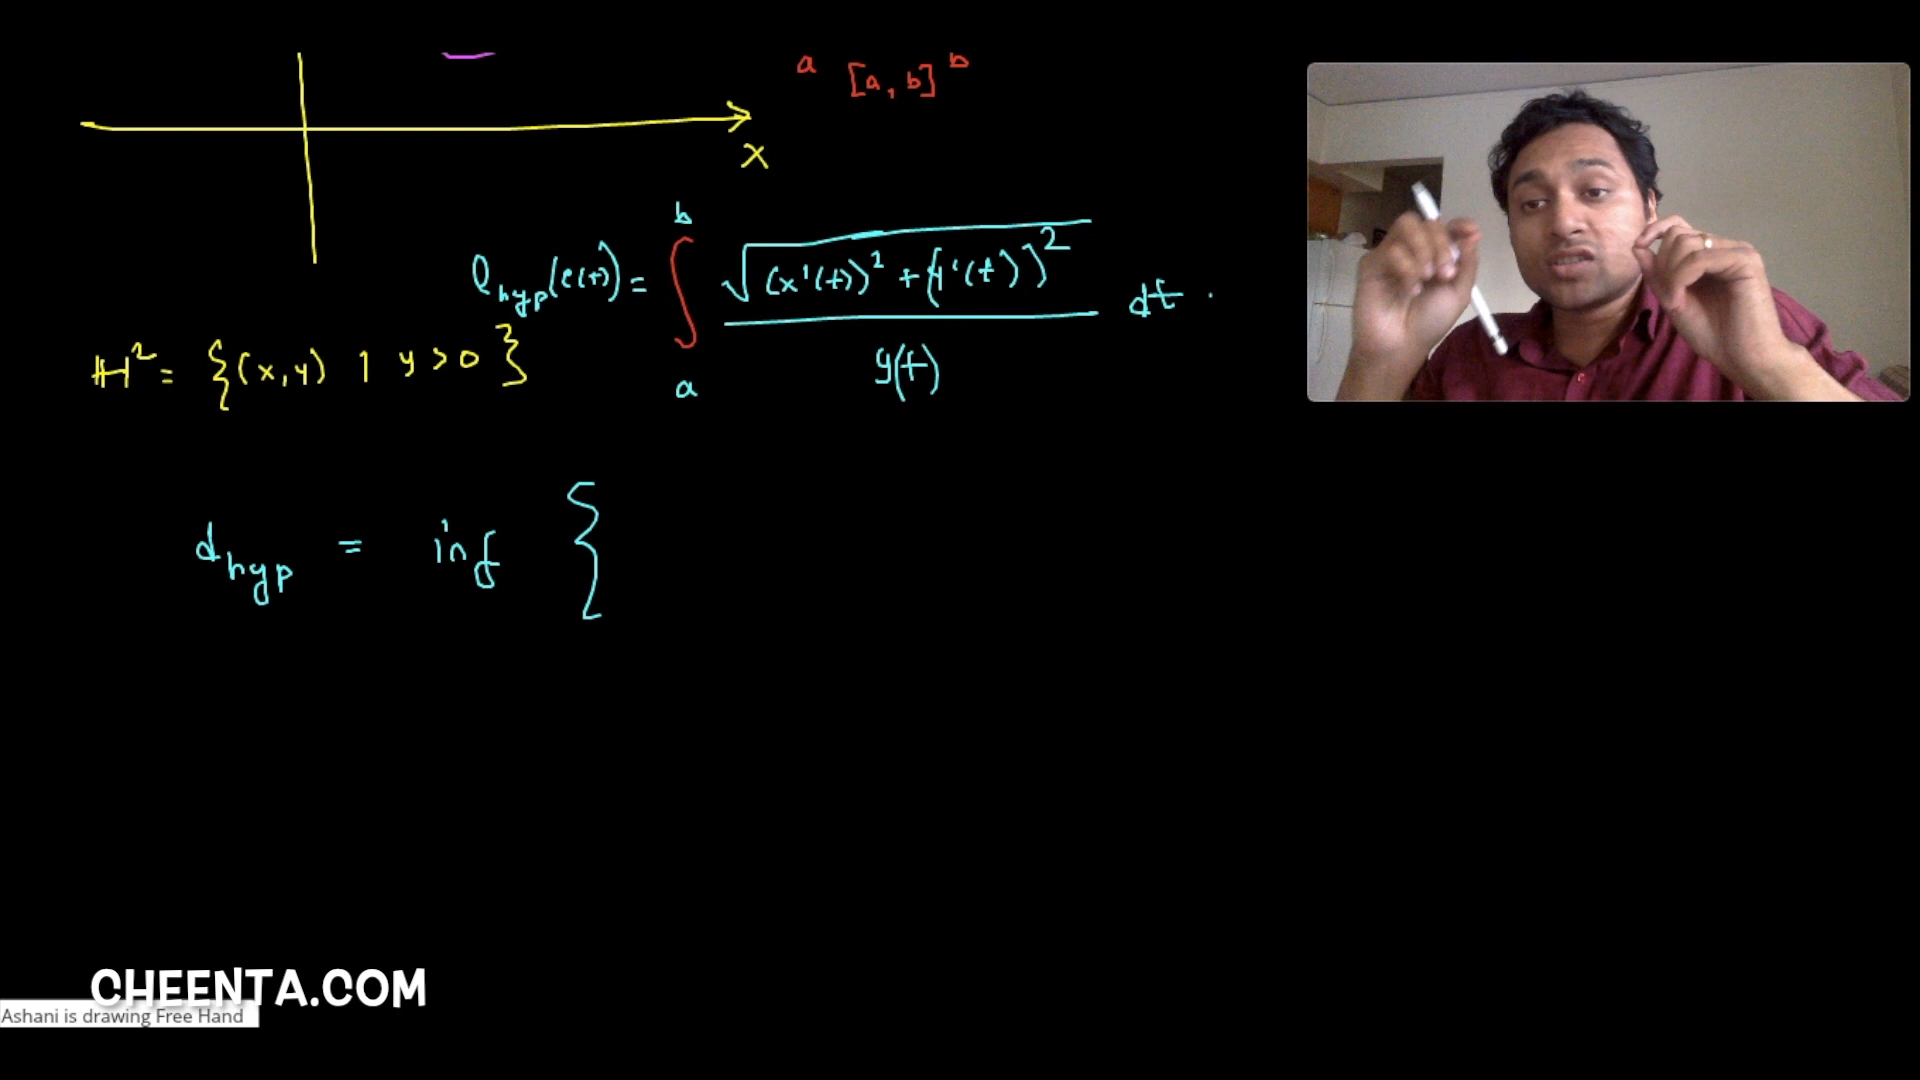 a [a, b] b
x
b
l_hyp(c(t)) = ∫ √((x'(t))² + (y'(t))²) / y(t) dt .
a
ℍ² = {(x, y) | y > 0}
d_hyp = inf {
CHEENTA.COM
Ashani is drawing Free Hand